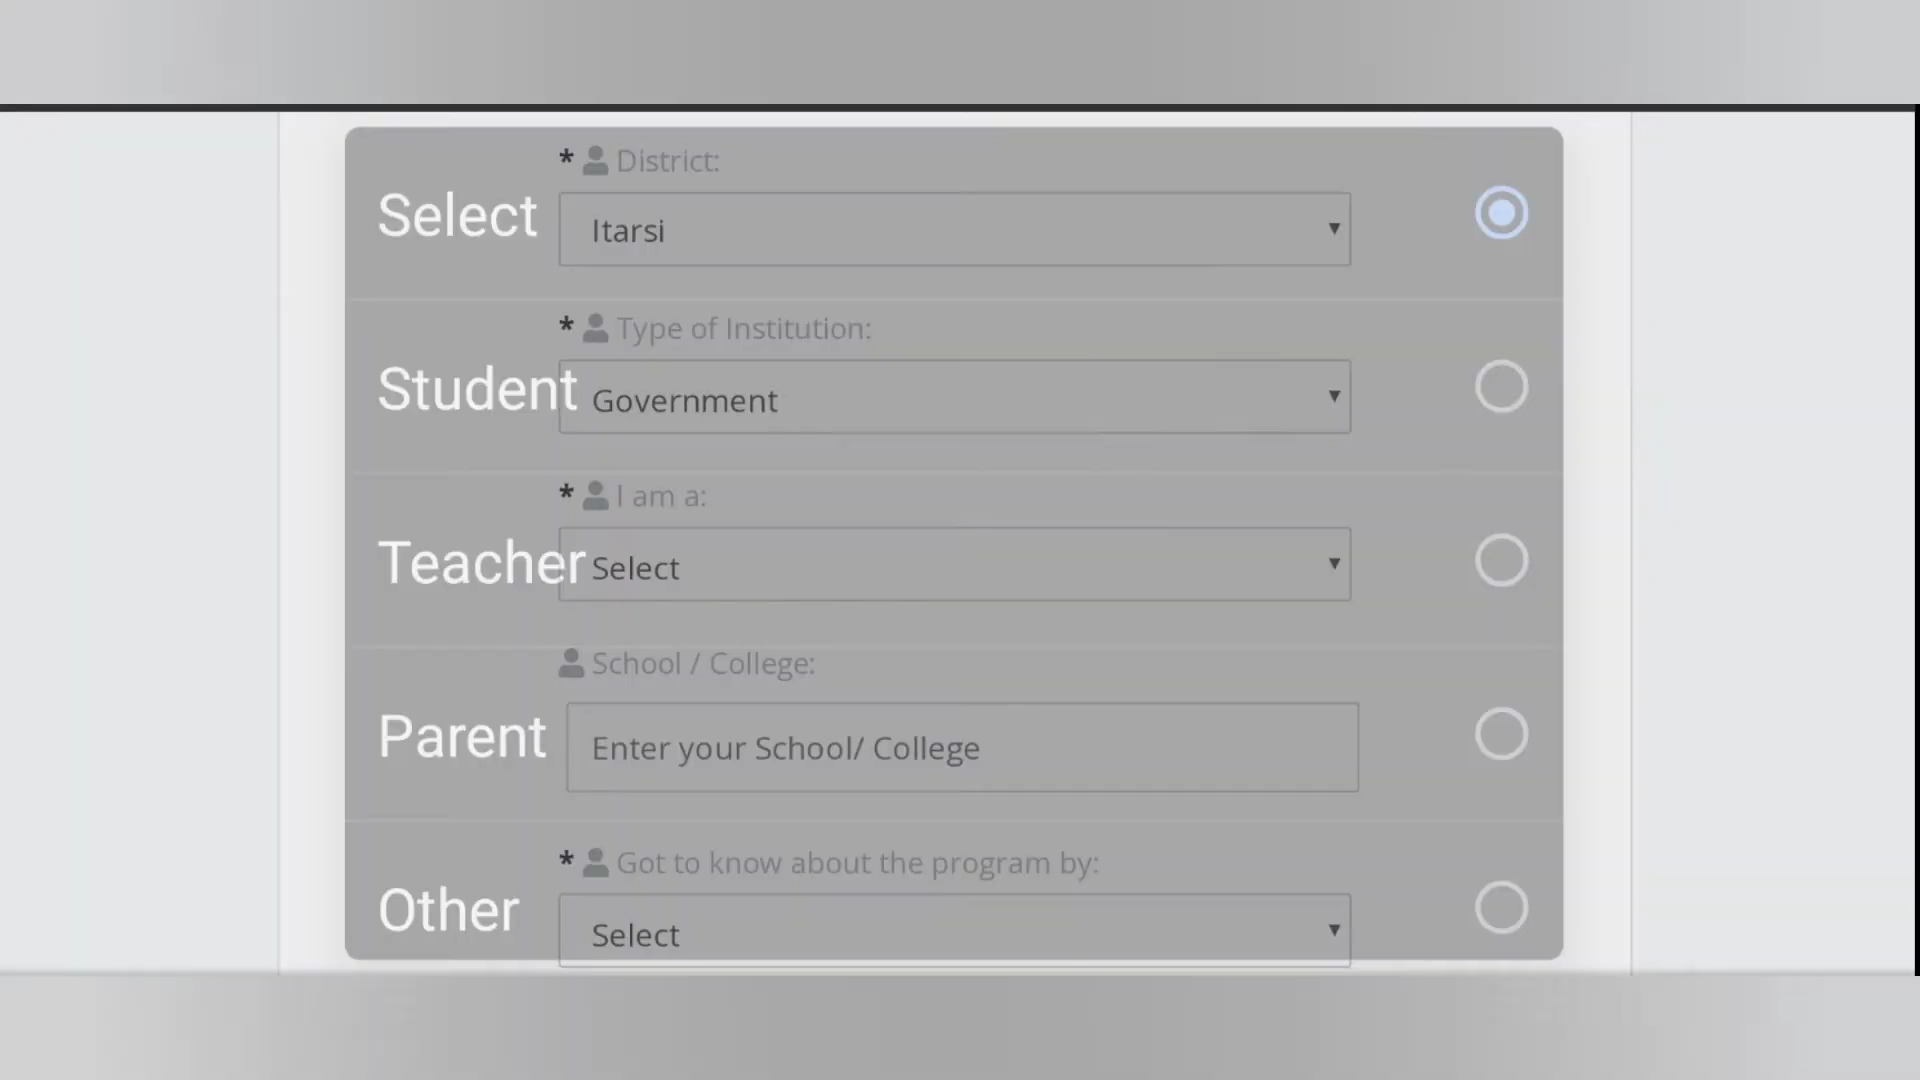 * District:
Select
Itarsi
* Type of Institution:
Student
Government
* I am a:
Teacher
Select
School / College:
Parent
Enter your School/ College
* Got to know about the program by:
Other
Select